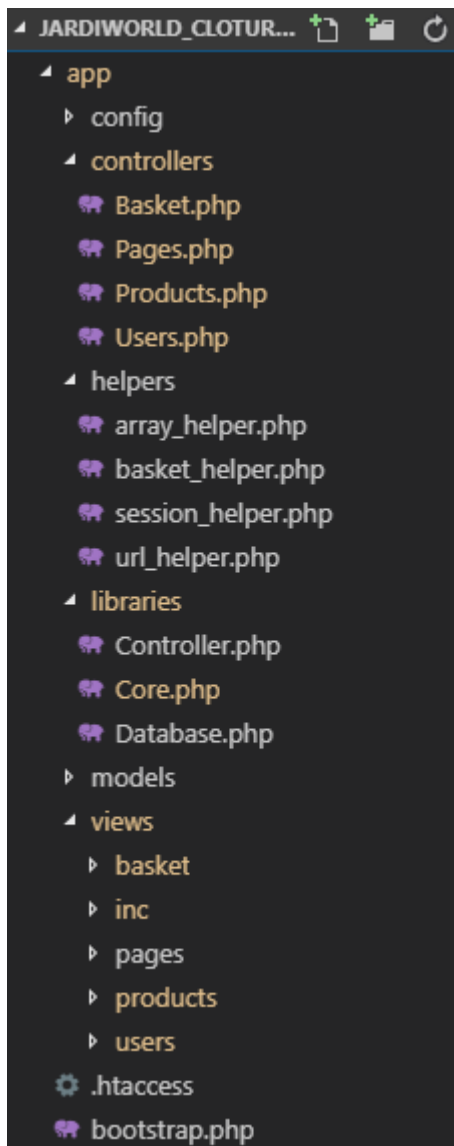 JARDIWORLD_CLOTUR...
app
config
controllers
Basket.php
Pages.php
Products.php
Users.php
helpers
array_helper.php
basket_helper.php
session_helper.php
url_helper.php
libraries
Controller.php
Core.php
Database.php
models
views
basket
inc
pages
products
users
.htaccess
bootstrap.php